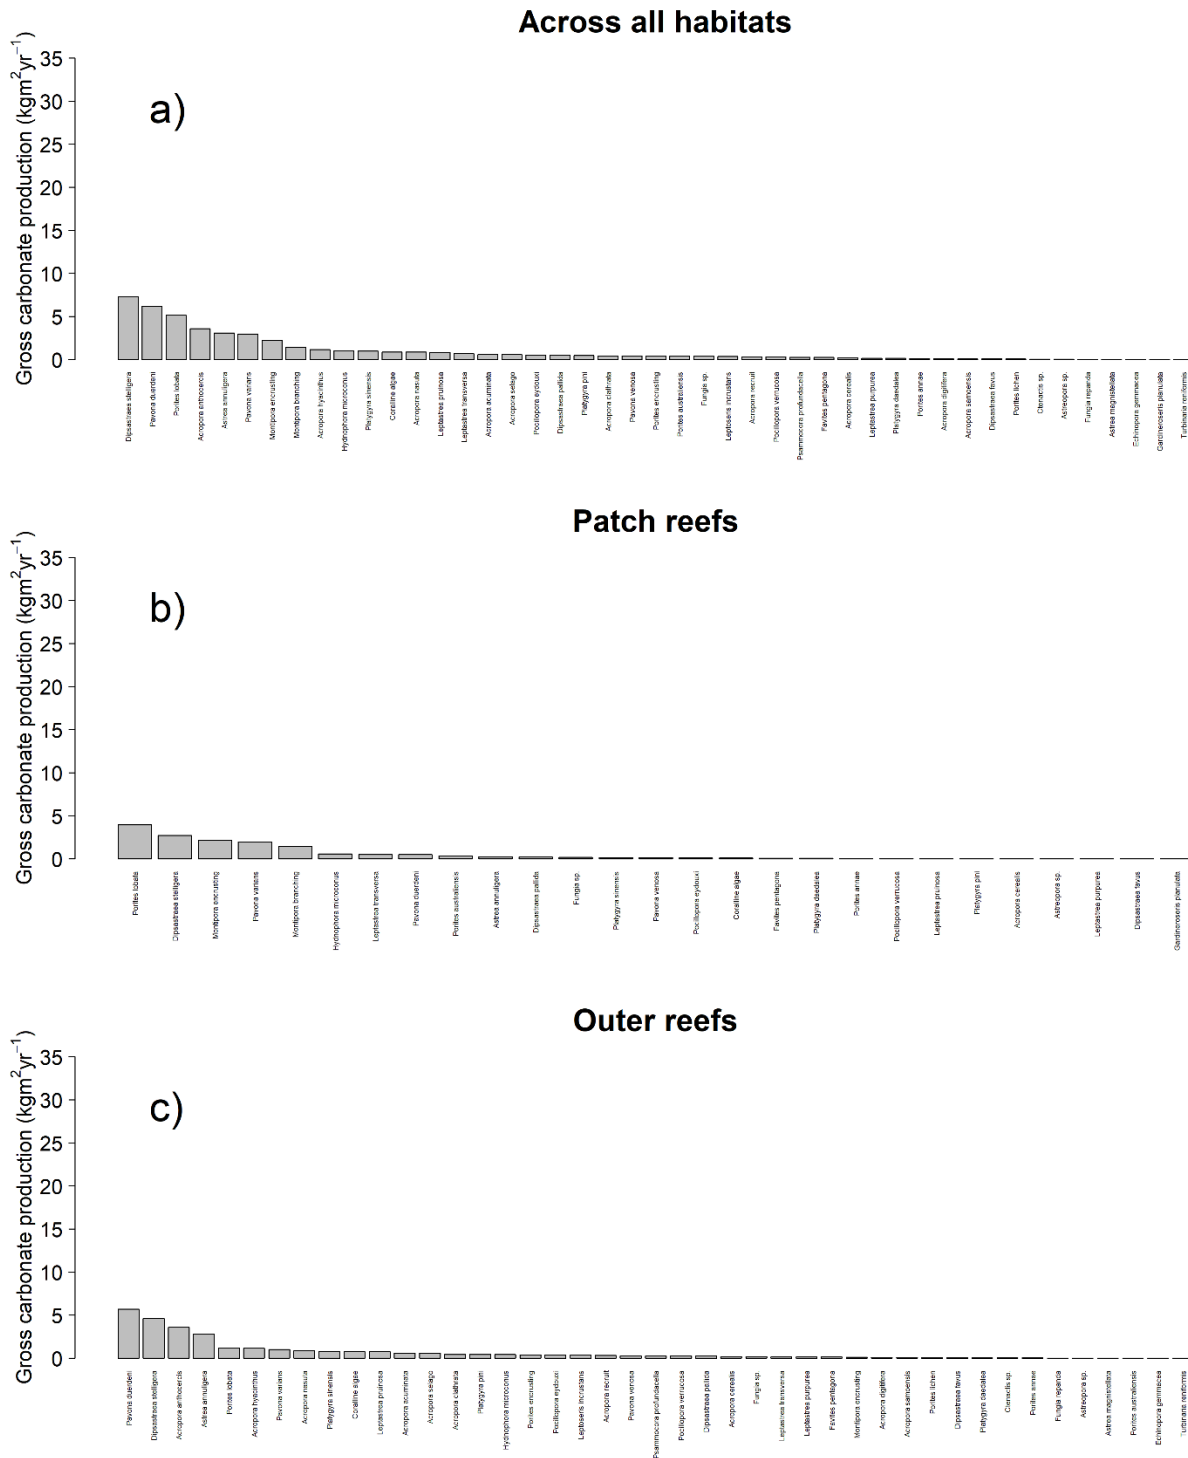 Across all habitats
Gross carbonate production (kgm²yr⁻¹)
35
30
25
20
15
10
5
0
a)
Dipsastraea stelligera
Pavona duerdeni
Porites lobata
Acropora anthocercis
Astrea annuligera
Pavona varians
Montipora encrusting
Montipora branching
Acropora hyacinthus
Hydnophora microconus
Platygyra sinensis
Coralline algae
Acropora nasuta
Leptastrea pruinosa
Leptastrea transversa
Acropora acuminata
Acropora selago
Pocillopora eydouxi
Dipsastraea pallida
Platygyra pini
Acropora clathrata
Pavona venosa
Porites encrusting
Porites australiensis
Fungia sp.
Leptoseris incrustans
Acropora recruit
Pocillopora verrucosa
Psammocora profundacella
Favites pentagona
Acropora cerealis
Leptastrea purpurea
Platygyra daedalea
Porites annae
Acropora digitifera
Acropora samoensis
Dipsastraea favus
Porites lichen
Ctenactis sp.
Astreopora sp.
Fungia repanda
Astrea magnistellata
Echinopora gemmacea
Gardineroseris planulata
Turbinaria reniformis
Patch reefs
Gross carbonate production (kgm²yr⁻¹)
35
30
25
20
15
10
5
0
b)
Porites lobata
Dipsastraea stelligera
Montipora encrusting
Pavona varians
Montipora branching
Hydnophora microconus
Leptastrea transversa
Pavona duerdeni
Porites australiensis
Astrea annuligera
Dipsastraea pallida
Fungia sp.
Platygyra sinensis
Pavona venosa
Pocillopora eydouxi
Coralline algae
Favites pentagona
Platygyra daedalea
Porites annae
Pocillopora verrucosa
Leptastrea pruinosa
Platygyra pini
Acropora cerealis
Astreopora sp.
Leptastrea purpurea
Dipsastraea favus
Gardineroseris planulata
Outer reefs
Gross carbonate production (kgm²yr⁻¹)
35
30
25
20
15
10
5
0
c)
Pavona duerdeni
Dipsastraea stelligera
Acropora anthocercis
Astrea annuligera
Porites lobata
Acropora hyacinthus
Pavona varians
Acropora nasuta
Platygyra sinensis
Coralline algae
Leptastrea pruinosa
Acropora acuminata
Acropora selago
Acropora clathrata
Platygyra pini
Hydnophora microconus
Porites encrusting
Pocillopora eydouxi
Leptoseris incrustans
Acropora recruit
Pavona venosa
Psammocora profundacella
Pocillopora verrucosa
Dipsastraea pallida
Acropora cerealis
Fungia sp.
Leptastrea transversa
Leptastrea purpurea
Favites pentagona
Montipora encrusting
Acropora digitifera
Acropora samoensis
Porites lichen
Dipsastraea favus
Platygyra daedalea
Ctenactis sp.
Porites annae
Fungia repanda
Astreopora sp.
Astrea magnistellata
Porites australiensis
Echinopora gemmacea
Turbinaria reniformis